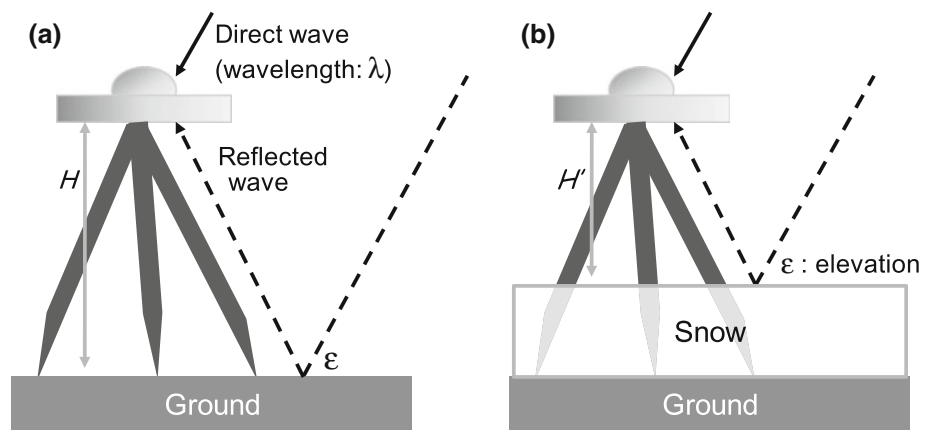 (a)
Direct wave
(wavelength: λ)
H
Reflected
wave
ε
Ground
(b)
H'
ε : elevation
Snow
Ground